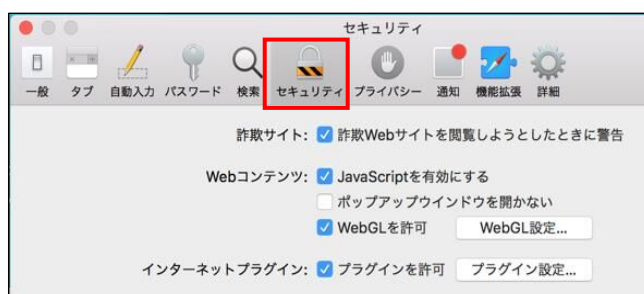 セキュリティ
一般 タブ 自動入力 パスワード 検索 セキュリティ プライバシー 通知 機能拡張 詳細
詐欺サイト: 詐欺Webサイトを閲覧しようとしたときに警告
Webコンテンツ: JavaScriptを有効にする
ポップアップウインドウを開かない
WebGLを許可 WebGL設定...
インターネットプラグイン: プラグインを許可 プラグイン設定...